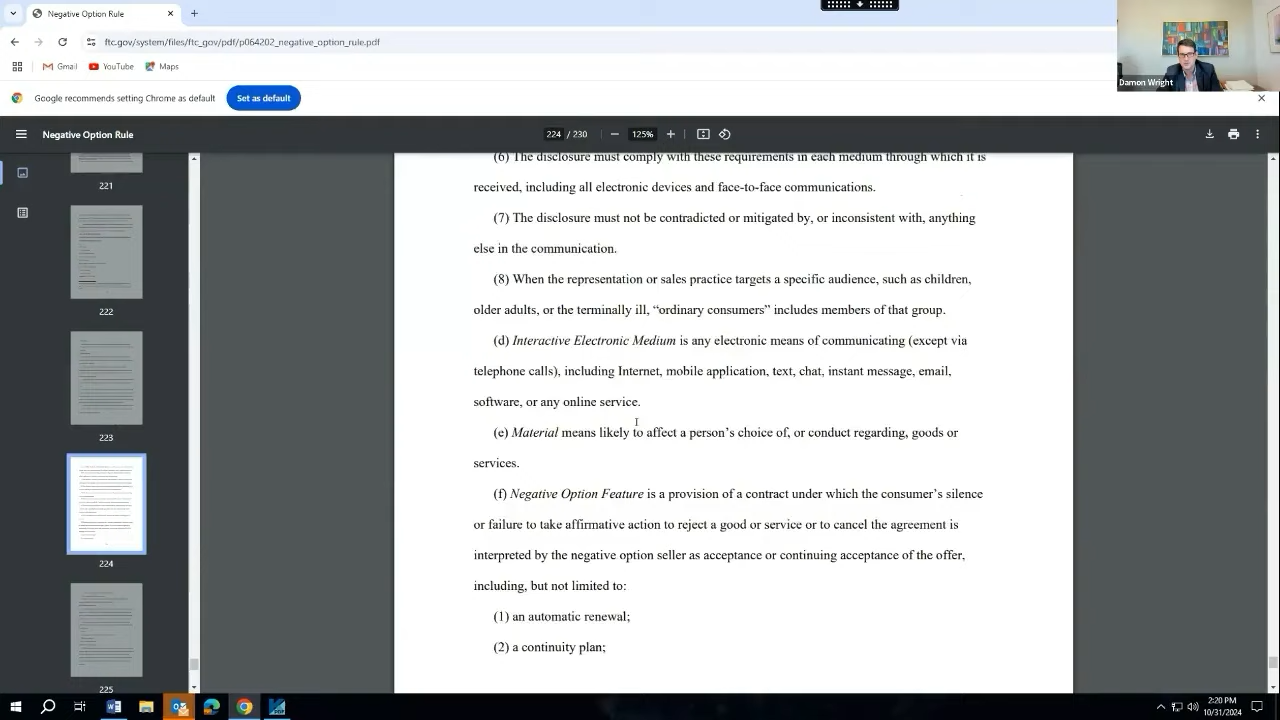 Negative Option Rule
ftc.gov/system/files/ftc_gov/pdf/p064202_negative_option_rule.pdf
Gmail
YouTube
Maps
Google recommends setting Chrome as default
Set as default
Damon Wright
Negative Option Rule
224 / 230
125%
221
222
223
224
225
(6) The disclosure must comply with these requirements in each medium through which it is
received, including all electronic devices and face-to-face communications.
(7) The disclosure must not be contradicted or mitigated by, or inconsistent with, anything
else in the communication.
(8) When the representation or sales practice targets a specific audience, such as children,
older adults, or the terminally ill, “ordinary consumers” includes members of that group.
(d) Interactive Electronic Medium is any electronic means of communicating (except via
telephone calls), including Internet, mobile application, text, chat, instant message, email,
software, or any online service.
(e) Material means likely to affect a person’s choice of, or conduct regarding, goods or
services.
(f) Negative Option Feature is a provision of a contract under which the consumer’s silence
or failure to take affirmative action to reject a good or service or to cancel the agreement is
interpreted by the negative option seller as acceptance or continuing acceptance of the offer,
including, but not limited to:
(1) an automatic renewal;
(2) a continuity plan;
2:20 PM
10/31/2024